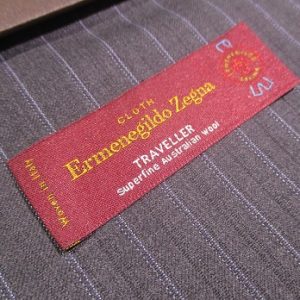 CLOTH
Ermenegildo Zegna
TRAVELLER
Superfine Australian wool
Woven in Italy